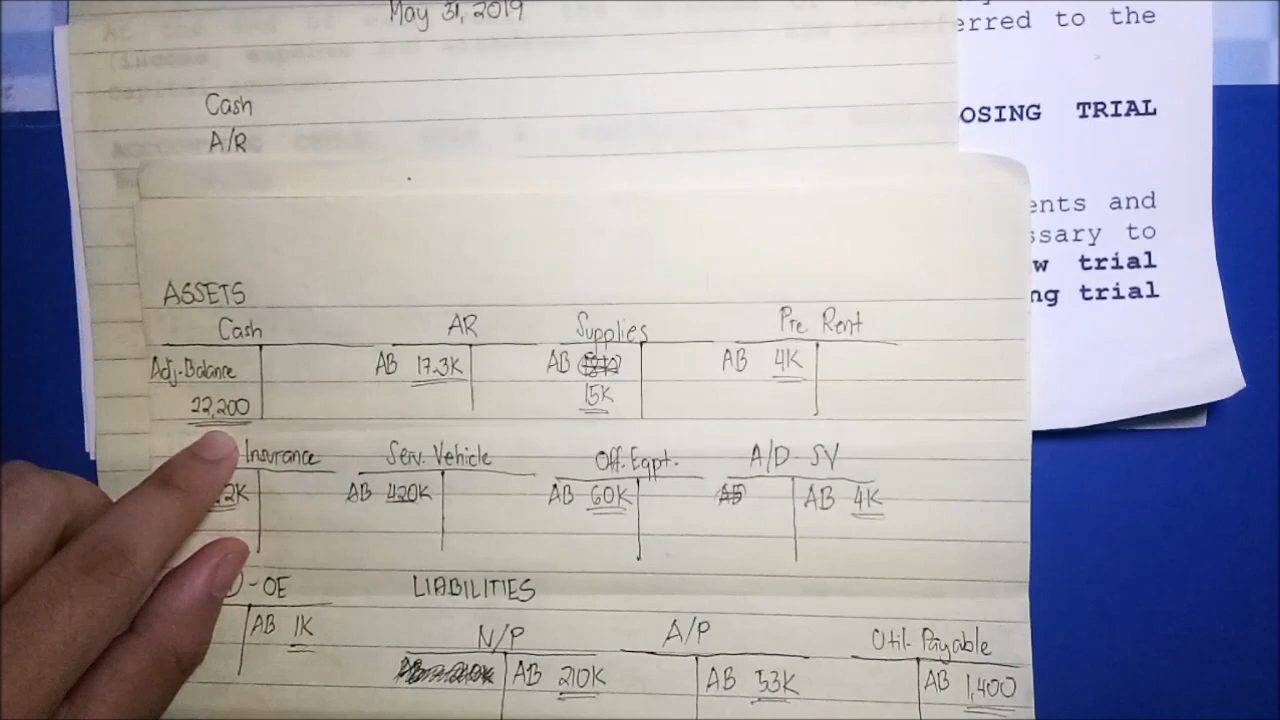 May 31, 2019
erred to the
Cash
OSING TRIAL
A/R
ents and
ssary to
w trial
ng trial
ASSETS
Cash AR Supplies Pre Rent
Adj. Balance AB 17.3K AB AB 4K
22,200 15K
Insurance Serv. Vehicle Off. Eqpt. A/D - SV
2K AB 420K AB 60K AB AB 4K
- OE LIABILITIES
AB 1K
N/P A/P Util. Payable
AB 210K AB 53K AB 1,400